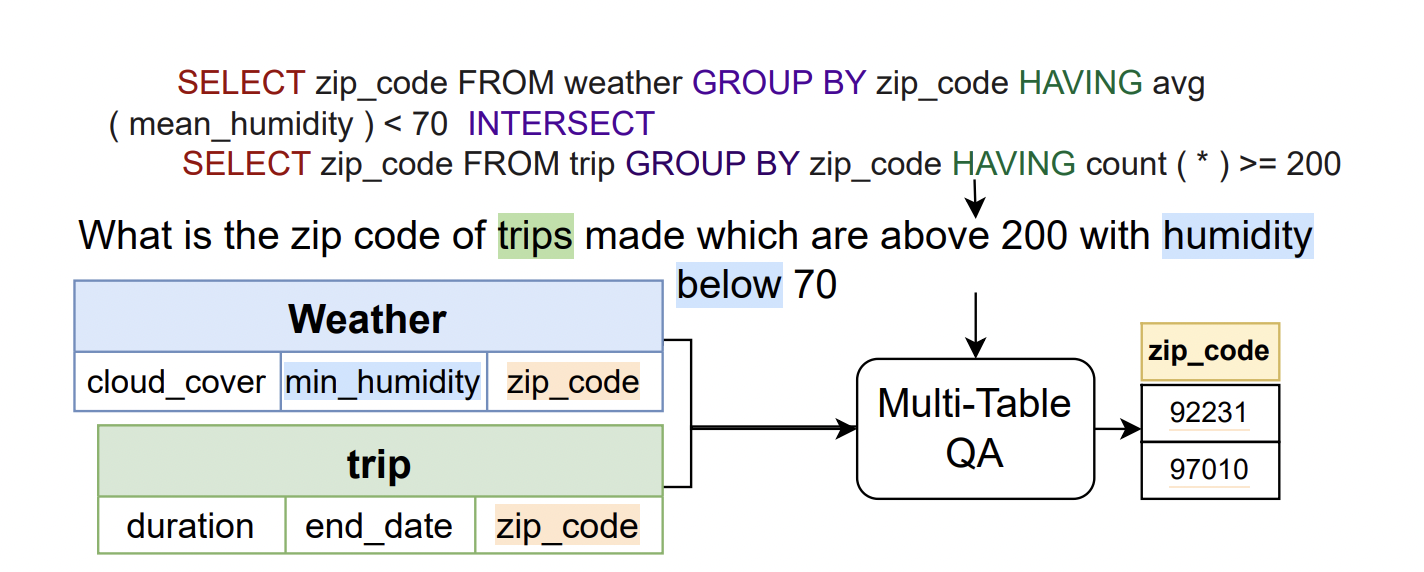 SELECT zip_code FROM weather GROUP BY zip_code HAVING avg
( mean_humidity ) < 70 INTERSECT
SELECT zip_code FROM trip GROUP BY zip_code HAVING count ( * ) >= 200
What is the zip code of trips made which are above 200 with humidity
below 70
Weather
cloud_cover min_humidity zip_code
trip
duration end_date zip_code
Multi-Table
QA
zip_code
92231
97010